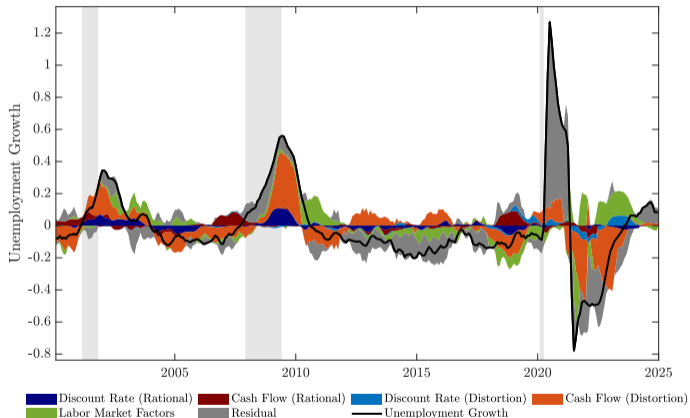 Unemployment Growth
1.2
1
0.8
0.6
0.4
0.2
0
-0.2
-0.4
-0.6
-0.8
2005 2010 2015 2020 2025
Discount Rate (Rational) Cash Flow (Rational) Discount Rate (Distortion) Cash Flow (Distortion)
Labor Market Factors Residual Unemployment Growth